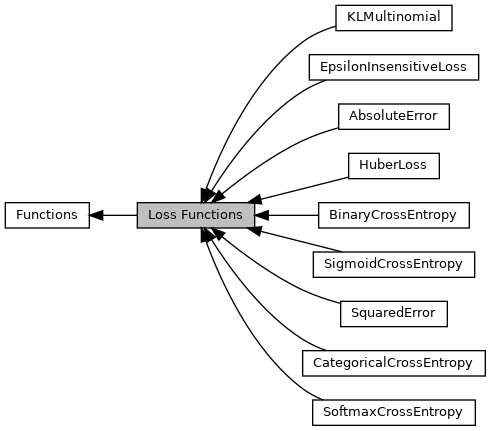 KLMultinomial
EpsilonInsensitiveLoss
AbsoluteError
HuberLoss
Functions
Loss Functions
BinaryCrossEntropy
SigmoidCrossEntropy
SquaredError
CategoricalCrossEntropy
SoftmaxCrossEntropy